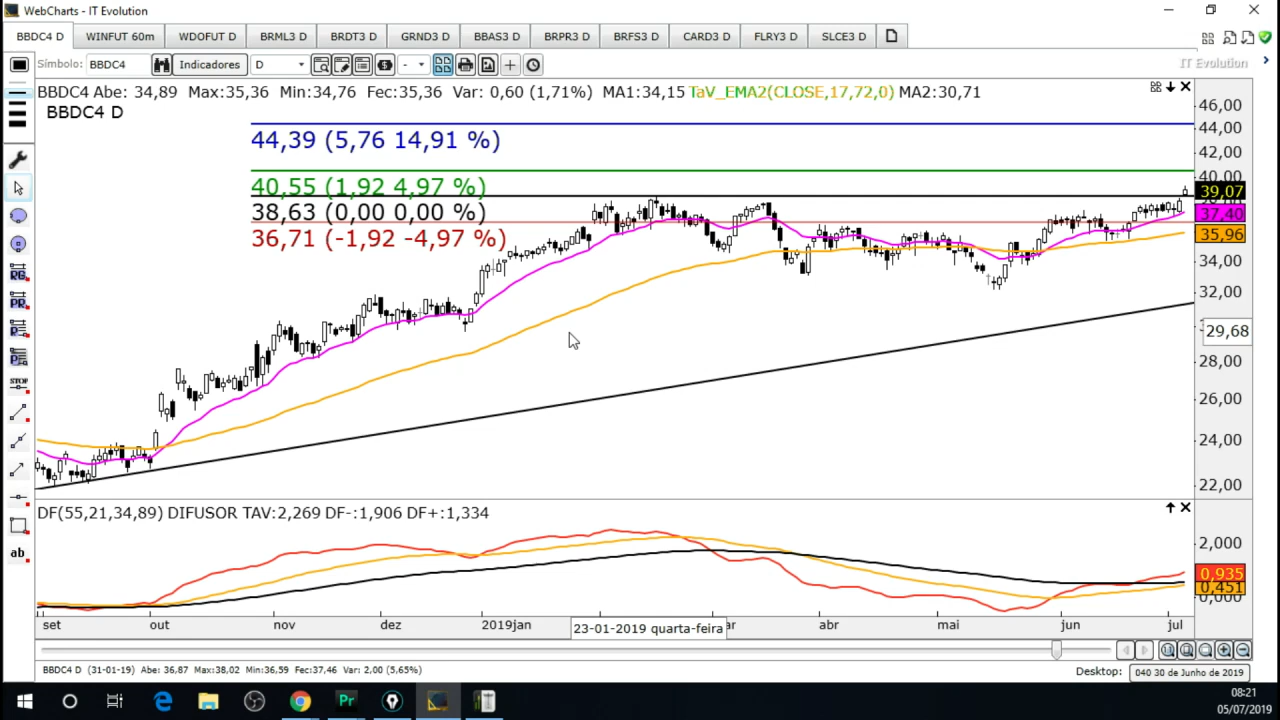 WebCharts - IT Evolution
BBDC4 D WINFUT 60m WDOFUT D BRML3 D BRDT3 D GRND3 D BBAS3 D BRPR3 D BRFS3 D CARD3 D FLRY3 D SLCE3 D
Símbolo: BBDC4 Indicadores D - IT Evolution
BBDC4 Abe: 34,89 Max:35,36 Min:34,76 Fec:35,36 Var: 0,60 (1,71%) MA1:34,15 TaV_EMA2(CLOSE,17,72,0) MA2:30,71
BBDC4 D
46,00
44,00
44,39 (5,76 14,91 %)
42,00
40,00
40,55 (1,92 4,97 %)
39,07
38,63 (0,00 0,00 %)
37,40
36,71 (-1,92 -4,97 %)
35,96
34,00
32,00
29,68
28,00
26,00
24,00
22,00
RG
PR
STOP
ab
DF(55,21,34,89) DIFUSOR TAV:2,269 DF-:1,906 DF+:1,334
2,000
0,935
0,451
0,000
set out nov dez 2019jan 23-01-2019 quarta-feira ar abr mai jun jul
BBDC4 D (31-01-19) Abe: 36,87 Max:38,02 Min:36,59 Fec:37,46 Var: 2,00 (5,65%)
Desktop: 040 30 de Junho de 2019
Pr
08:21
05/07/2019